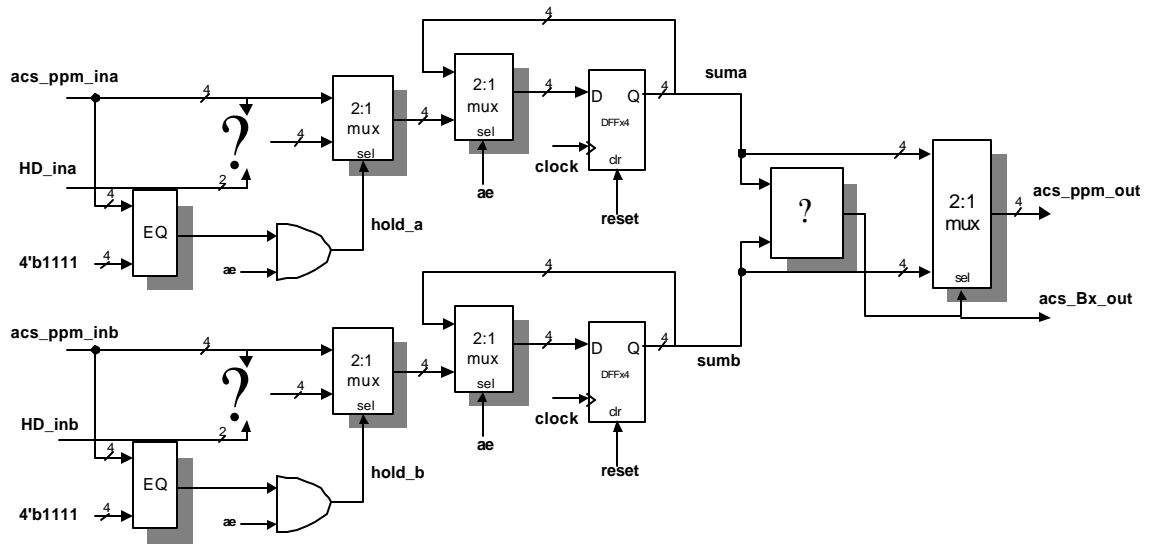 4
acs_ppm_ina
4
2:1
mux
sel
4
2:1
mux
sel
4
D Q
DFFx4
clr
4
suma
?
4
HD_ina
2
4
EQ
4'b1111
4
ae
hold_a
ae
clock
reset
4
?
4
2:1
mux
sel
4
acs_ppm_out
acs_Bx_out
4
acs_ppm_inb
4
2:1
mux
sel
4
2:1
mux
sel
4
D Q
DFFx4
clr
4
sumb
?
4
HD_inb
2
4
EQ
4'b1111
4
ae
hold_b
ae
clock
reset